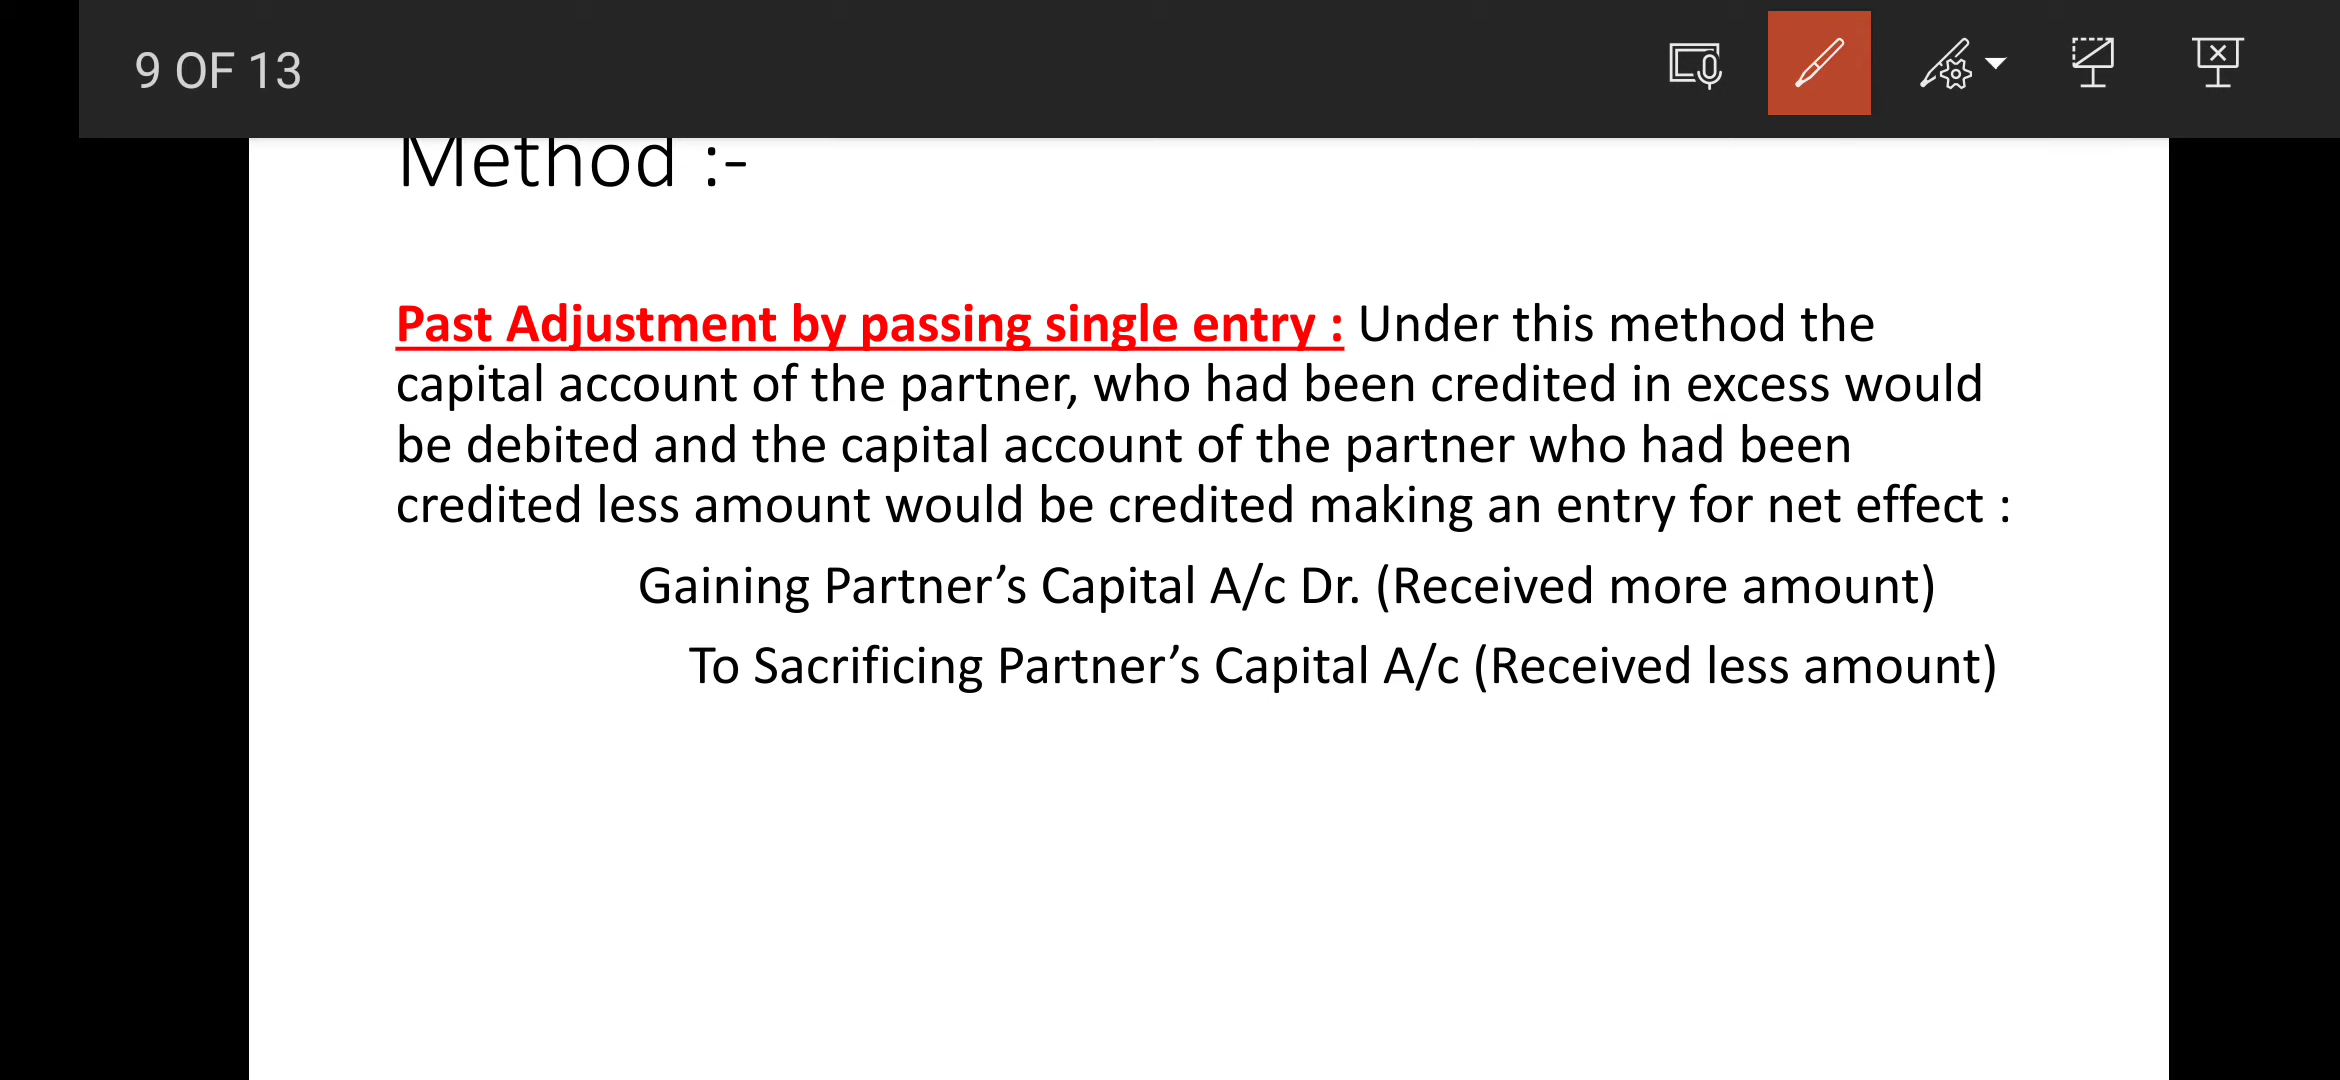 9 OF 13
Method :-
Past Adjustment by passing single entry : Under this method the
capital account of the partner, who had been credited in excess would
be debited and the capital account of the partner who had been
credited less amount would be credited making an entry for net effect :
Gaining Partner’s Capital A/c Dr. (Received more amount)
To Sacrificing Partner’s Capital A/c (Received less amount)